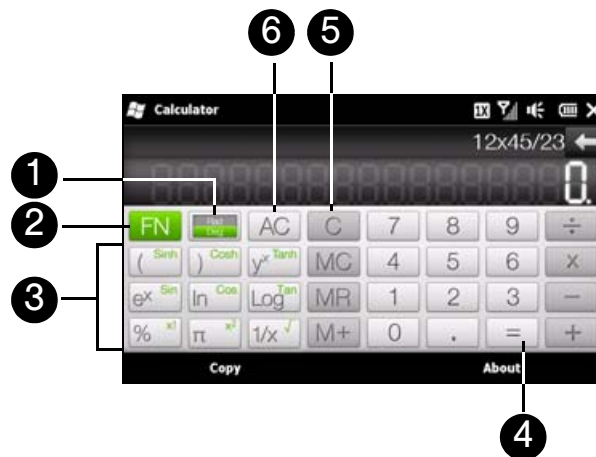 6 5
Calculator 1X
12x45/23
0.
1
2
3
FN Rad Deg AC C 7 8 9 ÷
( Sinh ) Cosh yx Tanh MC 4 5 6 x
ex Sin ln Cos Log Tan MR 1 2 3 −
% x! π x² 1/x √ M+ 0 . = +
Copy About
4